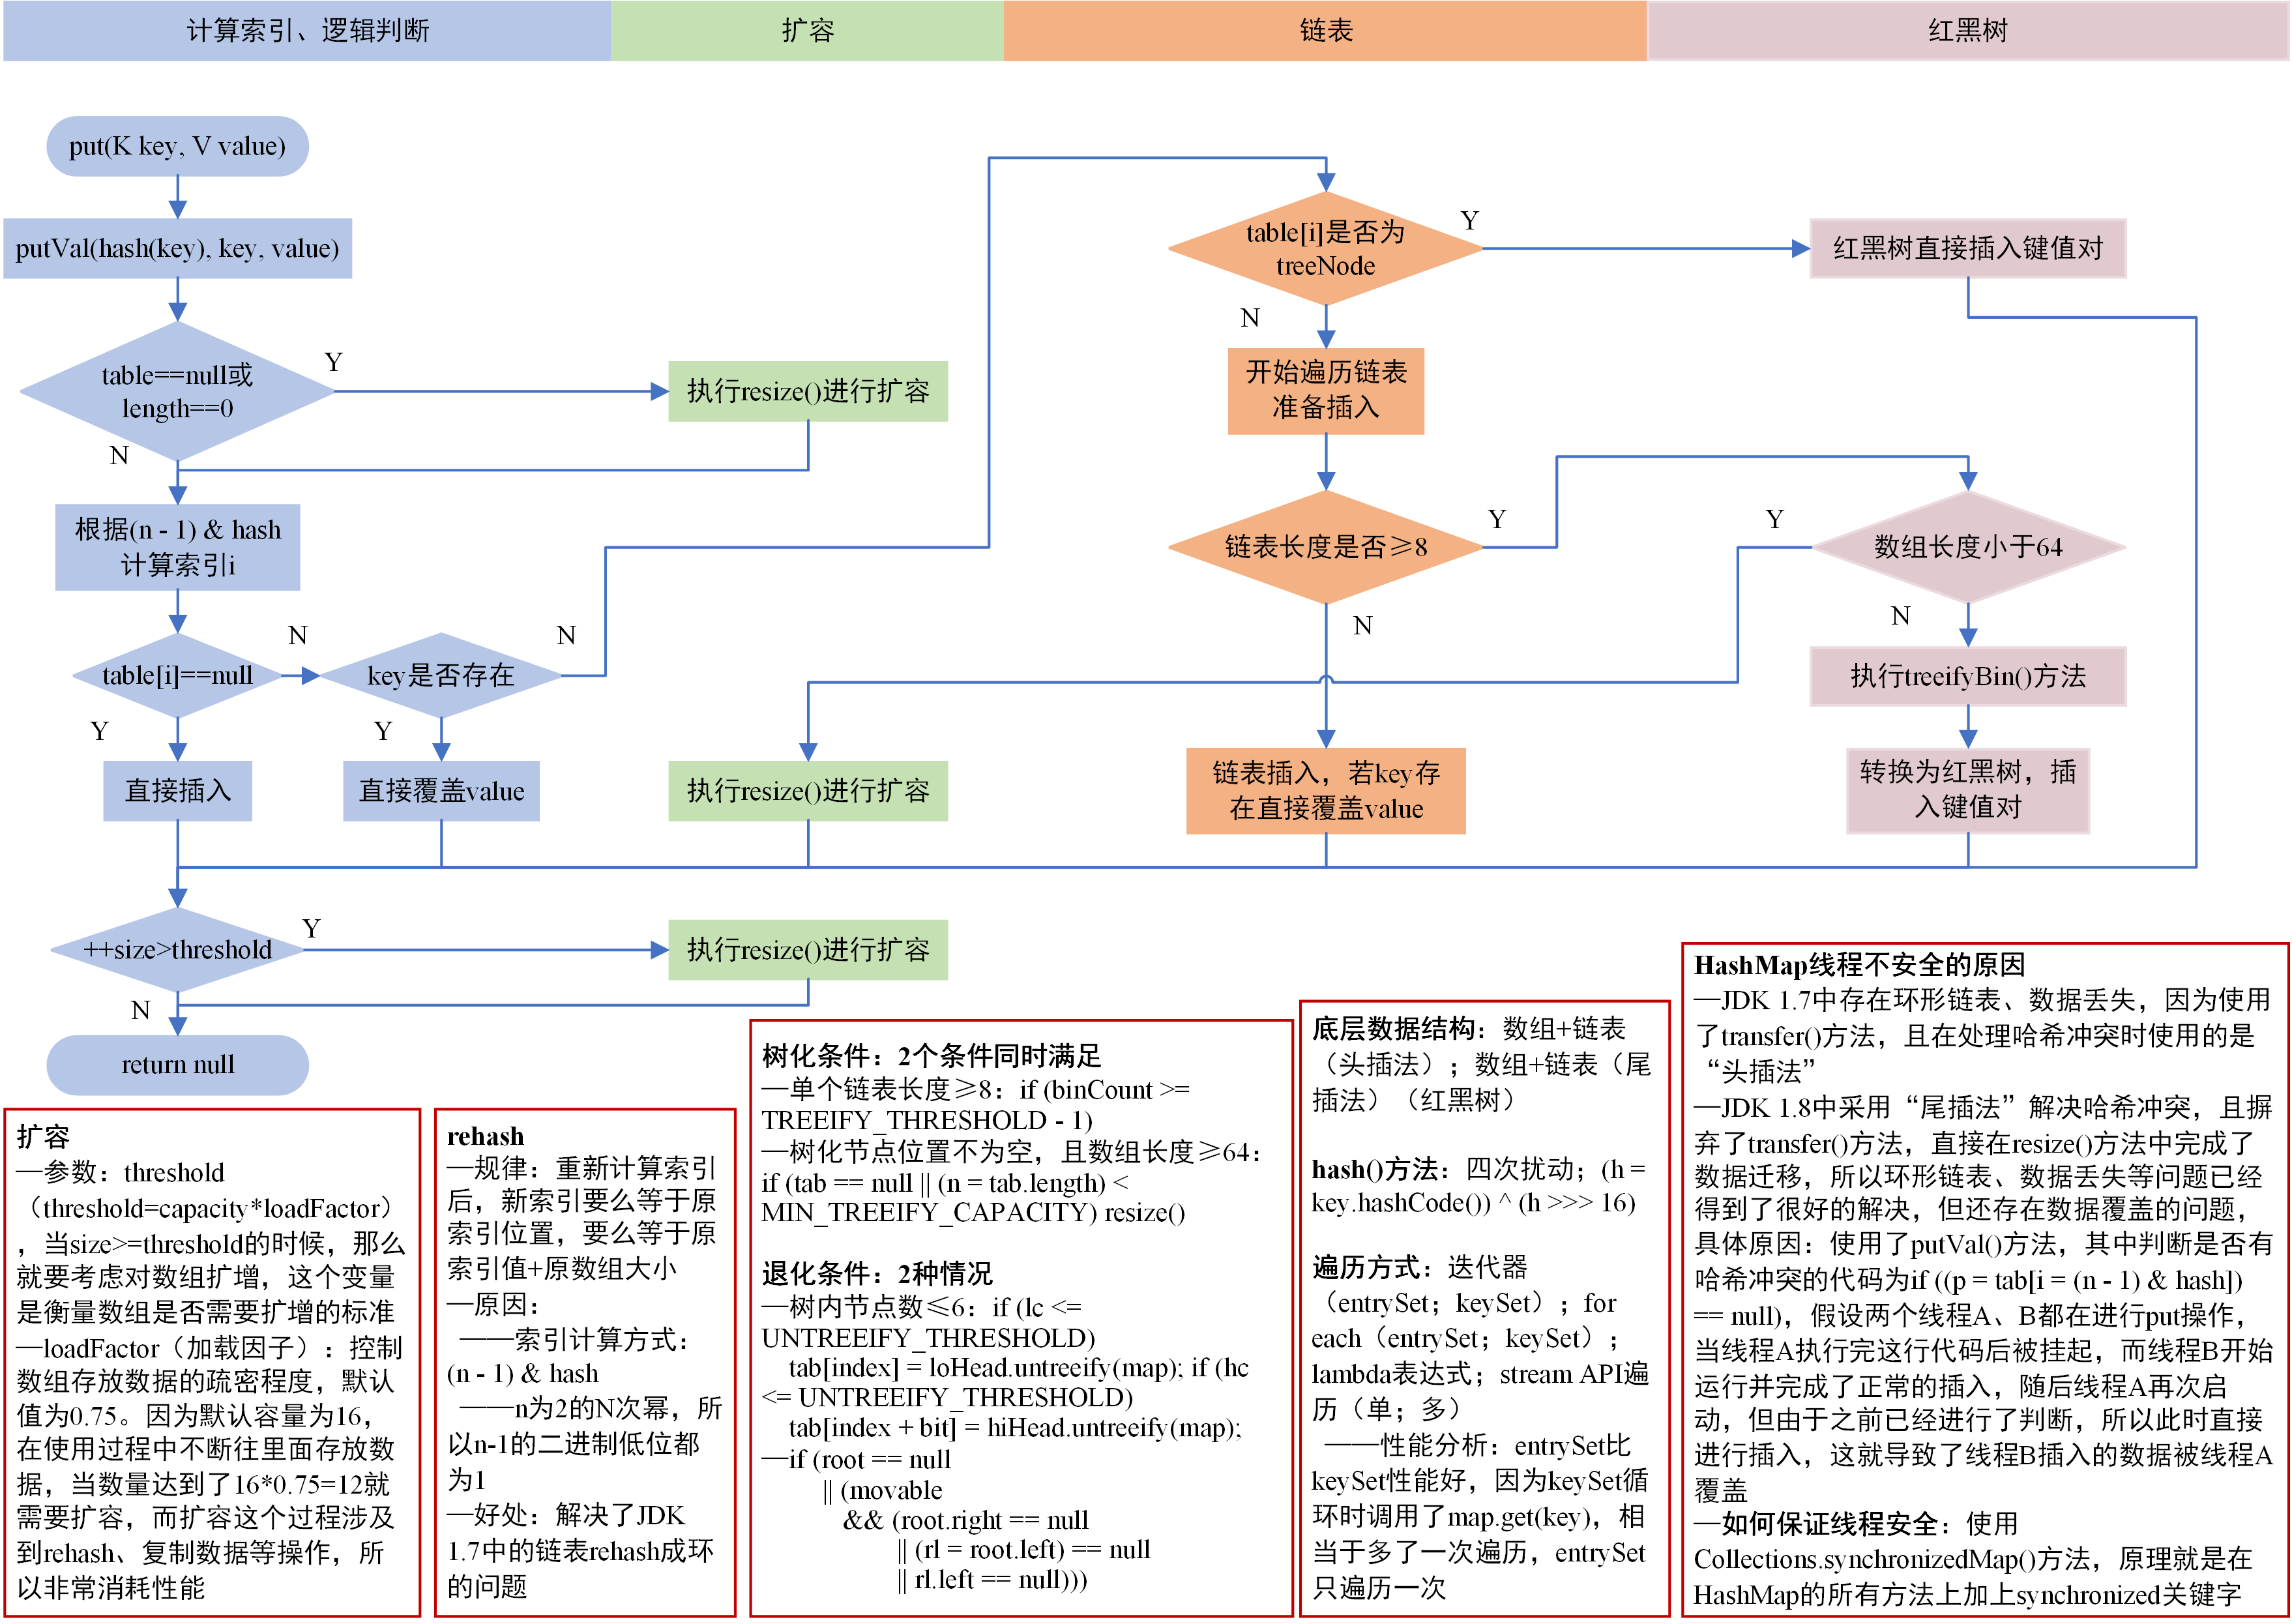 计算索引、逻辑判断
扩容
链表
红黑树
put(K key, V value)
putVal(hash(key), key, value)
table==null或
length==0
Y
N
执行resize()进行扩容
根据(n - 1) & hash
计算索引i
table[i]==null
N
Y
key是否存在
N
Y
直接插入
直接覆盖value
table[i]是否为
treeNode
Y
N
红黑树直接插入键值对
开始遍历链表
准备插入
链表长度是否≥8
Y
N
数组长度小于64
Y
N
执行treeifyBin()方法
执行resize()进行扩容
链表插入，若key存
在直接覆盖value
转换为红黑树，插
入键值对
++size>threshold
Y
N
执行resize()进行扩容
return null
扩容
—参数：threshold
（threshold=capacity*loadFactor）
，当size>=threshold的时候，那么
就要考虑对数组扩增，这个变量
是衡量数组是否需要扩增的标准
—loadFactor（加载因子）：控制
数组存放数据的疏密程度，默认
值为0.75。因为默认容量为16，
在使用过程中不断往里面存放数
据，当数量达到了16*0.75=12就
需要扩容，而扩容这个过程涉及
到rehash、复制数据等操作，所
以非常消耗性能
rehash
—规律：重新计算索引
后，新索引要么等于原
索引位置，要么等于原
索引值+原数组大小
—原因：
——索引计算方式：
(n - 1) & hash
——n为2的N次幂，所
以n-1的二进制低位都
为1
—好处：解决了JDK
1.7中的链表rehash成环
的问题
树化条件：2个条件同时满足
—单个链表长度≥8：if (binCount >=
TREEIFY_THRESHOLD - 1)
—树化节点位置不为空，且数组长度≥64：
if (tab == null || (n = tab.length) <
MIN_TREEIFY_CAPACITY) resize()
退化条件：2种情况
—树内节点数≤6：if (lc <=
UNTREEIFY_THRESHOLD)
tab[index] = loHead.untreeify(map); if (hc
<= UNTREEIFY_THRESHOLD)
tab[index + bit] = hiHead.untreeify(map);
—if (root == null
|| (movable
&& (root.right == null
|| (rl = root.left) == null
|| rl.left == null)))
底层数据结构：数组+链表
（头插法）；数组+链表（尾
插法）（红黑树）
hash()方法：四次扰动；(h =
key.hashCode()) ^ (h >>> 16)
遍历方式：迭代器
（entrySet；keySet）；for
each（entrySet；keySet）；
lambda表达式；stream API遍
历（单；多）
——性能分析：entrySet比
keySet性能好，因为keySet循
环时调用了map.get(key)，相
当于多了一次遍历，entrySet
只遍历一次
HashMap线程不安全的原因
—JDK 1.7中存在环形链表、数据丢失，因为使用
了transfer()方法，且在处理哈希冲突时使用的是
“头插法”
—JDK 1.8中采用“尾插法”解决哈希冲突，且摒
弃了transfer()方法，直接在resize()方法中完成了
数据迁移，所以环形链表、数据丢失等问题已经
得到了很好的解决，但还存在数据覆盖的问题，
具体原因：使用了putVal()方法，其中判断是否有
哈希冲突的代码为if ((p = tab[i = (n - 1) & hash])
== null)，假设两个线程A、B都在进行put操作，
当线程A执行完这行代码后被挂起，而线程B开始
运行并完成了正常的插入，随后线程A再次启
动，但由于之前已经进行了判断，所以此时直接
进行插入，这就导致了线程B插入的数据被线程A
覆盖
—如何保证线程安全：使用
Collections.synchronizedMap()方法，原理就是在
HashMap的所有方法上加上synchronized关键字